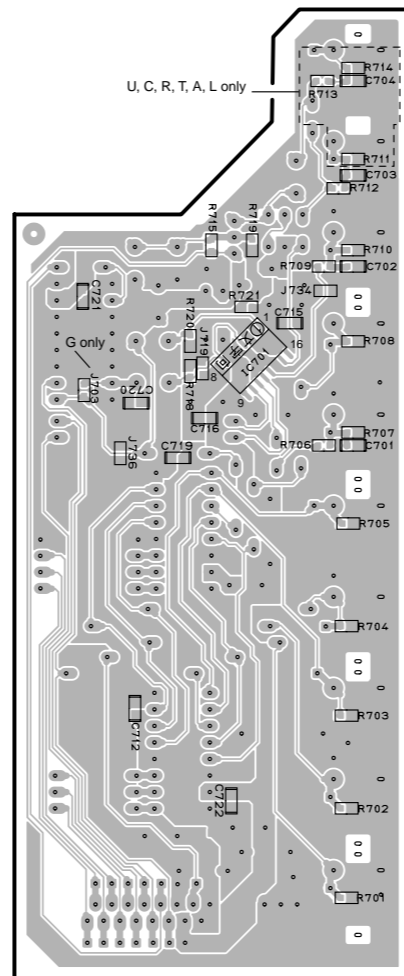 R714
U, C, R, T, A, L only
C704
R713
R711
C703
R712
R715
R719
R710
R709
C702
J734
C721
R721
C715
1
R720
J719
IC701
16
R708
G only
8
R718
J703
C720
9
C716
R707
R706
C701
J736
C719
R705
R704
C712
R703
C722
R702
R701